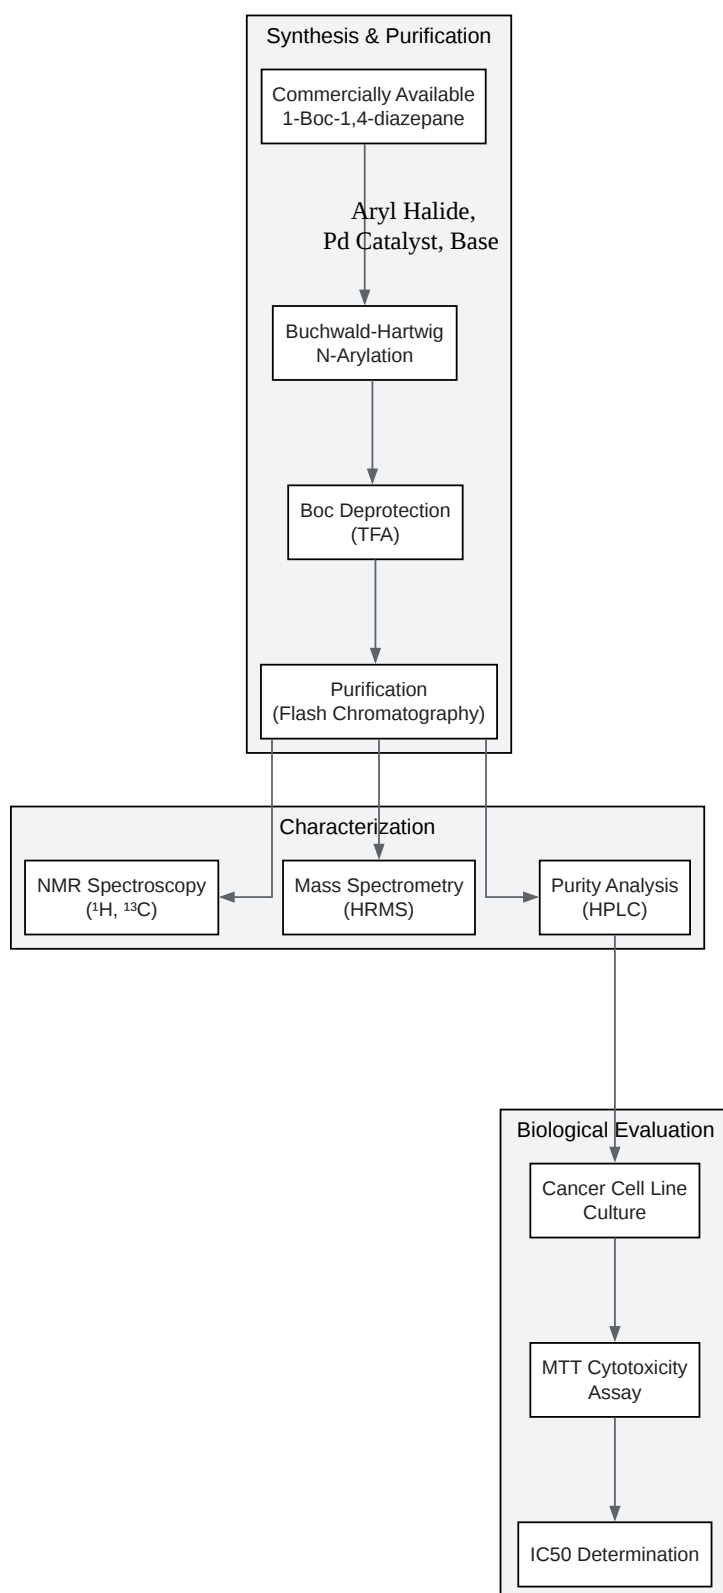 Synthesis & Purification
Commercially Available
1-Boc-1,4-diazepane
Aryl Halide,
Pd Catalyst, Base
Buchwald-Hartwig
N-Arylation
Boc Deprotection
(TFA)
Purification
(Flash Chromatography)
Characterization
NMR Spectroscopy
(¹H, ¹³C)
Mass Spectrometry
(HRMS)
Purity Analysis
(HPLC)
Biological Evaluation
Cancer Cell Line
Culture
MTT Cytotoxicity
Assay
IC50 Determination